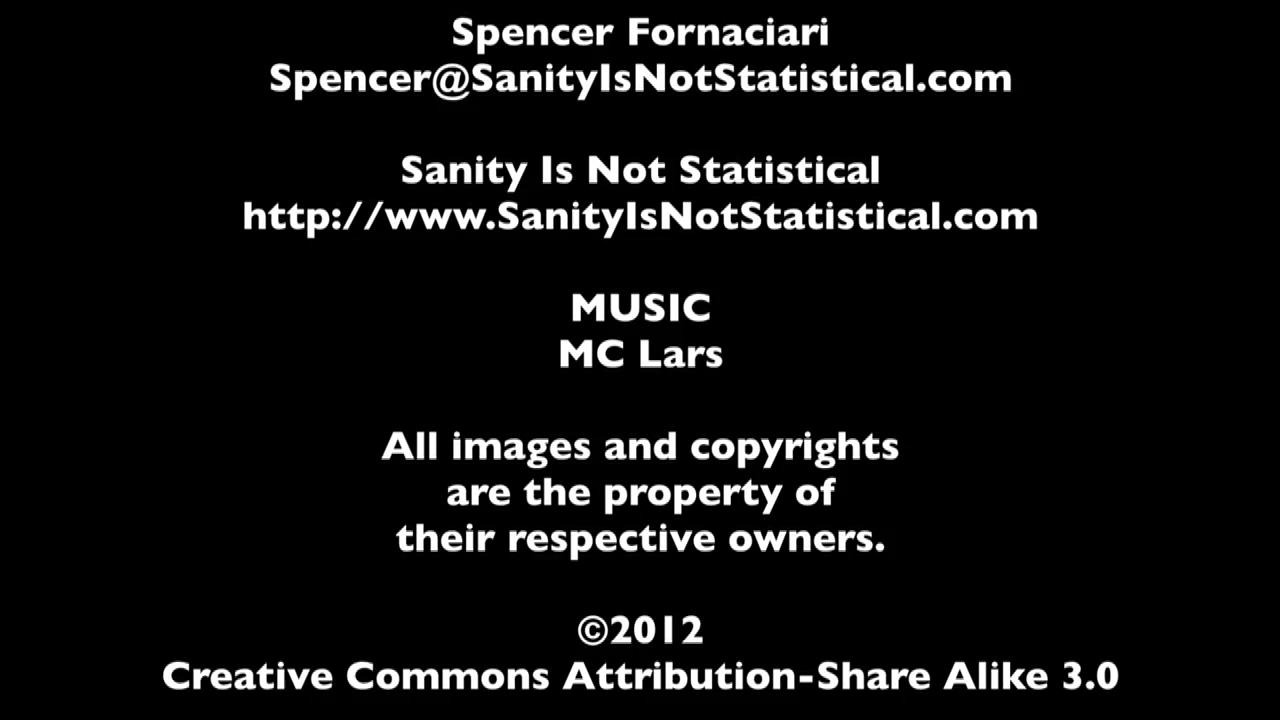 Spencer Fornaciari
Spencer@SanityIsNotStatistical.com
Sanity Is Not Statistical
http://www.SanityIsNotStatistical.com
MUSIC
MC Lars
All images and copyrights
are the property of
their respective owners.
©2012
Creative Commons Attribution-Share Alike 3.0